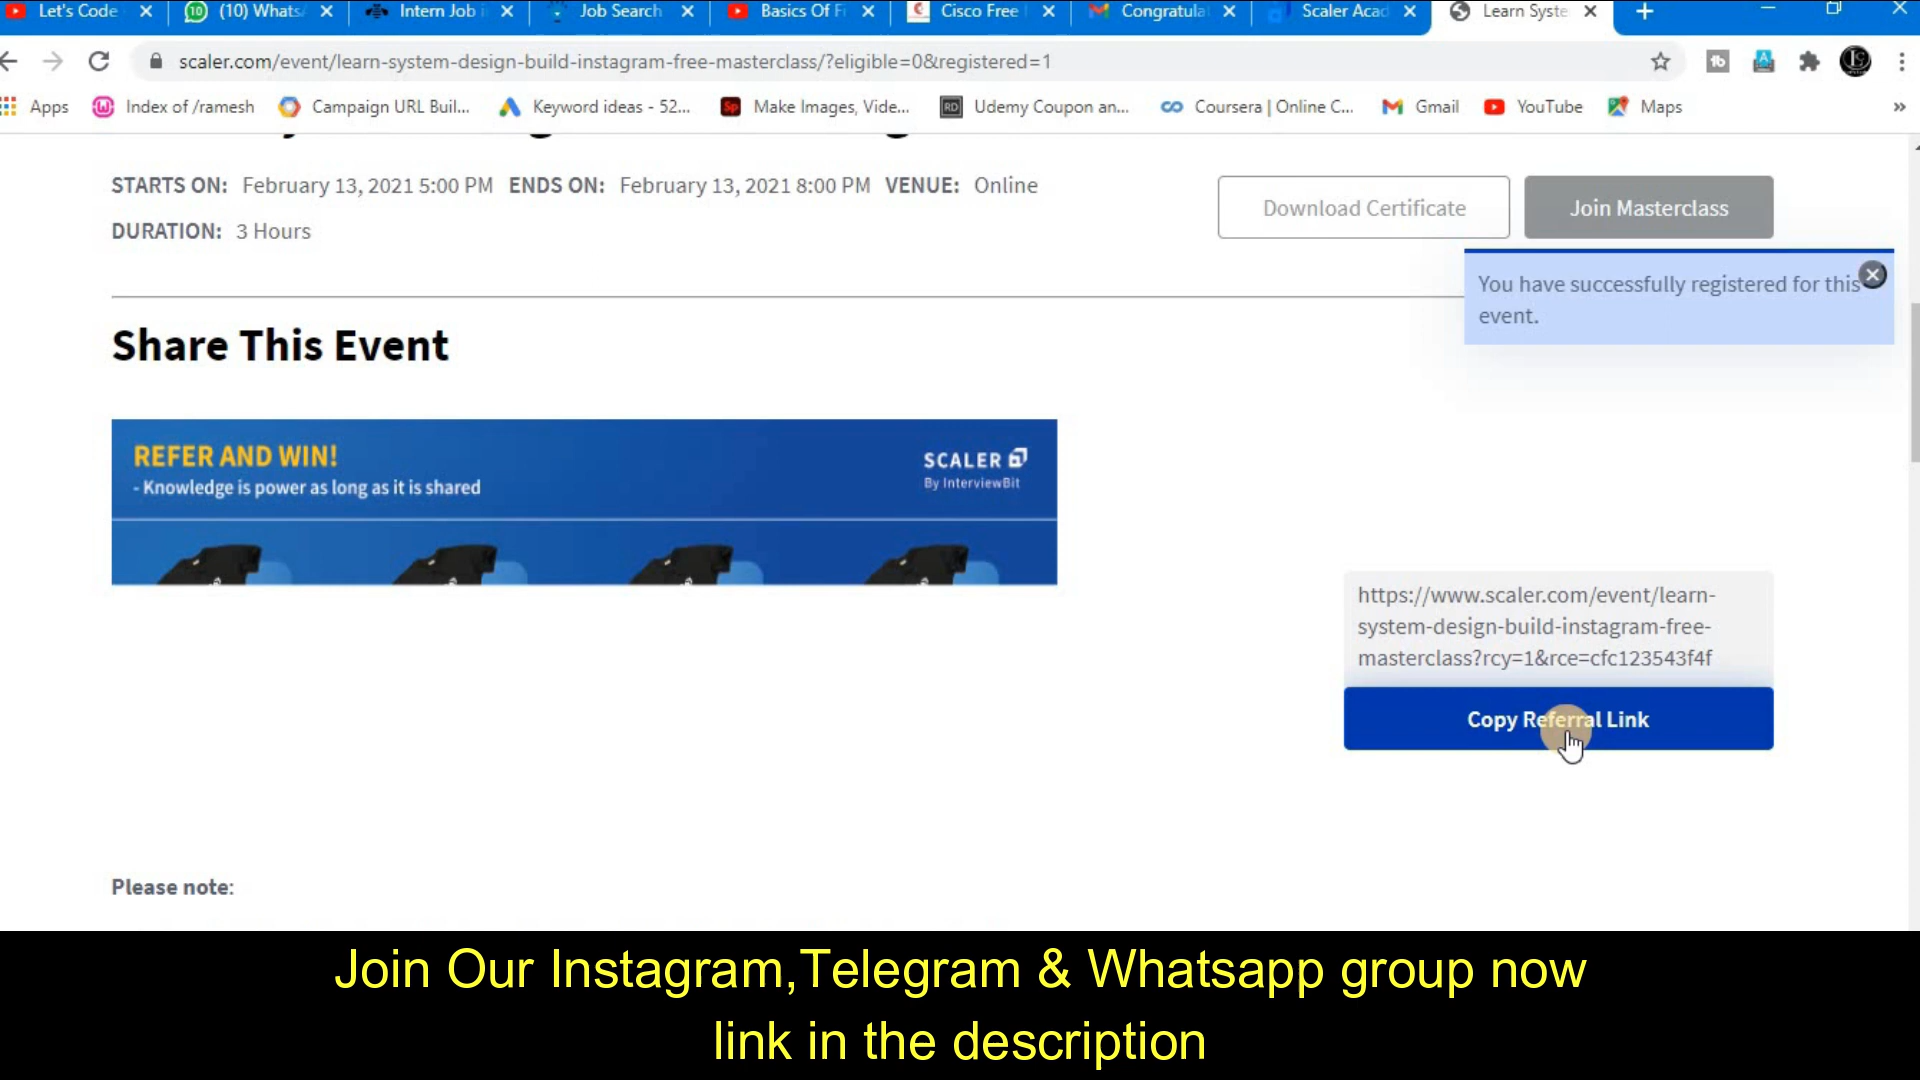 Let's Code
(10) Whats
Intern Job i
Job Search
Basics Of F
Cisco Free
Congratula
Scaler Acad
Learn Syste
scaler.com/event/learn-system-design-build-instagram-free-masterclass/?eligible=0&registered=1
Apps
Index of /ramesh
Campaign URL Buil...
Keyword ideas - 52...
Make Images, Vide...
Udemy Coupon an...
Coursera | Online C...
Gmail
YouTube
Maps
»
STARTS ON: February 13, 2021 5:00 PM ENDS ON: February 13, 2021 8:00 PM VENUE: Online
DURATION: 3 Hours
Download Certificate
Join Masterclass
You have successfully registered for this
event.
Share This Event
REFER AND WIN!
- Knowledge is power as long as it is shared
SCALER
By InterviewBit
https://www.scaler.com/event/learn-
system-design-build-instagram-free-
masterclass?rcy=1&rce=cfc123543f4f
Copy Referral Link
Please note:
Join Our Instagram,Telegram & Whatsapp group now
link in the description